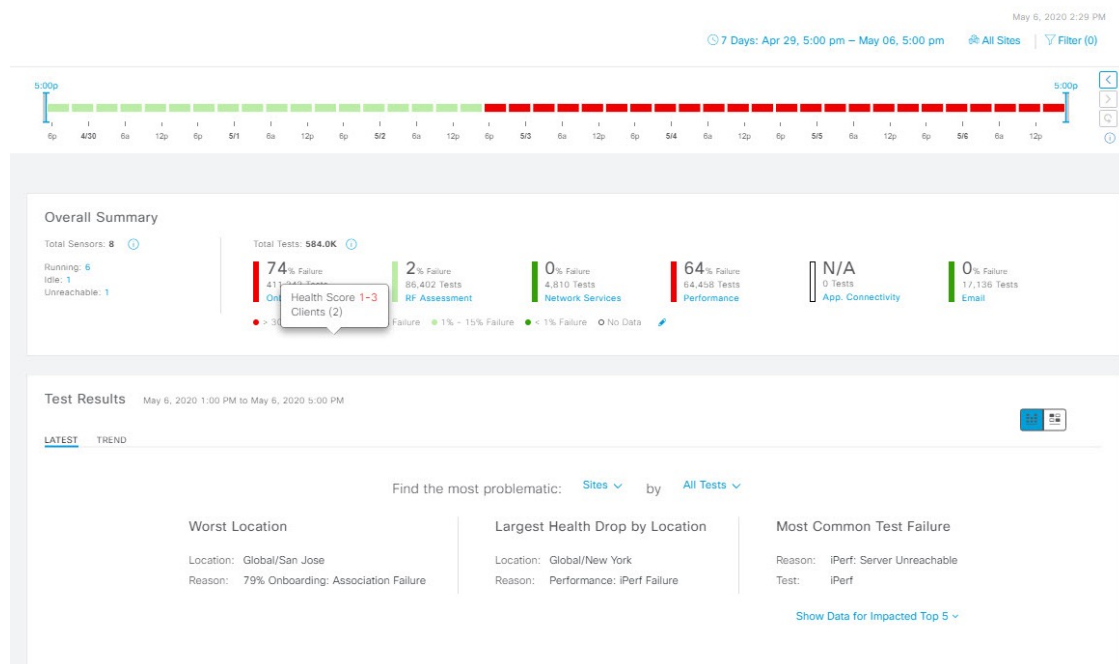 May 6, 2020 2:29 PM
7 Days: Apr 29, 5:00 pm – May 06, 5:00 pm All Sites Filter (0)
5:00p 5:00p
6p 4/30 6a 12p 6p 5/1 6a 12p 6p 5/2 6a 12p 6p 5/3 6a 12p 6p 5/4 6a 12p 6p 5/5 6a 12p 6p 5/6 6a 12p
Overall Summary
Total Sensors: 8
Running: 6
Idle: 1
Unreachable: 1
Total Tests: 584.0K
74% Failure
2% Failure
86,402 Tests
RF Assessment
0% Failure
4,810 Tests
Network Services
64% Failure
64,458 Tests
Performance
N/A
0 Tests
App. Connectivity
0% Failure
17,136 Tests
Email
Health Score 1-3
Clients (2)
Failure 1% - 15% Failure < 1% Failure No Data
Test Results May 6, 2020 1:00 PM to May 6, 2020 5:00 PM
LATEST TREND
Find the most problematic: Sites by All Tests
Worst Location
Location: Global/San Jose
Reason: 79% Onboarding: Association Failure
Largest Health Drop by Location
Location: Global/New York
Reason: Performance: iPerf Failure
Most Common Test Failure
Reason: iPerf: Server Unreachable
Test: iPerf
Show Data for Impacted Top 5